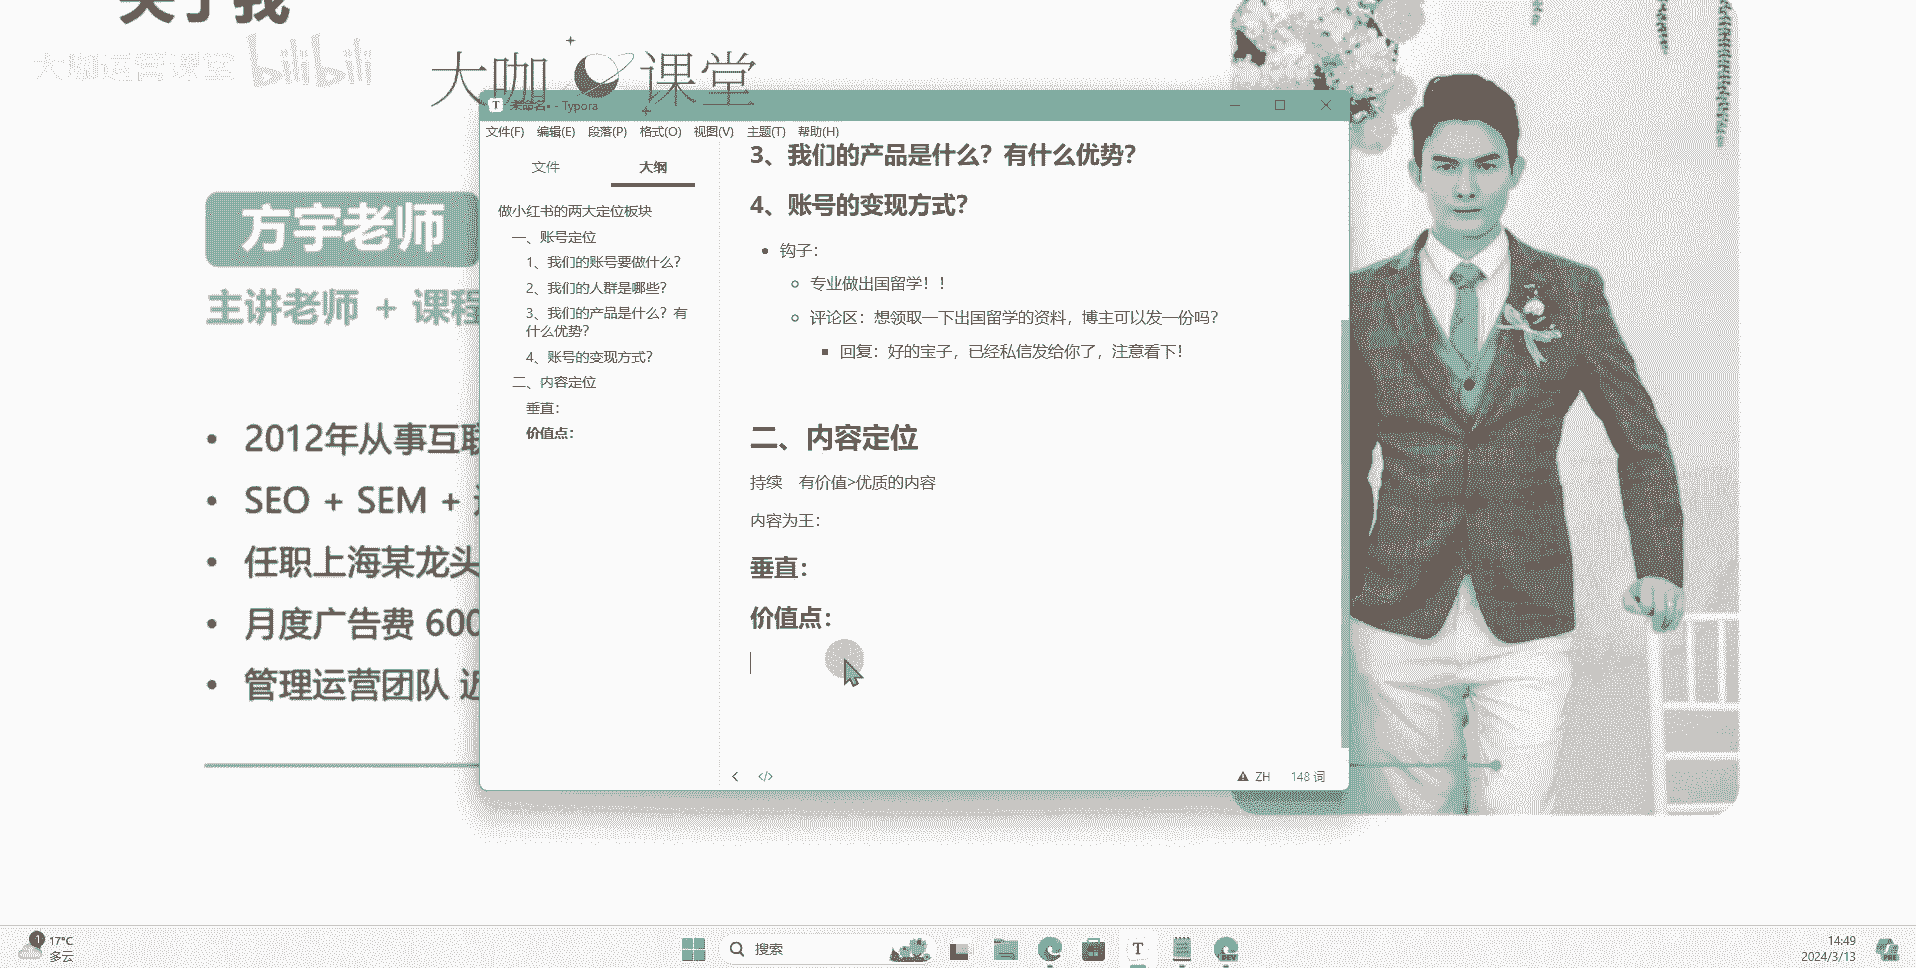 关于我
大咖运营课堂 bilibili
大咖 课堂
方宇老师
主讲老师 + 课程
2012年从事互联
SEO + SEM +
任职上海某龙头
月度广告费 600
管理运营团队 近
T 未命名• - Typora
文件(F) 编辑(E) 段落(P) 格式(O) 视图(V) 主题(T) 帮助(H)
文件 大纲
做小红书的两大定位板块
一、账号定位
1、我们的账号要做什么？
2、我们的人群是哪些？
3、我们的产品是什么？有
什么优势？
4、账号的变现方式？
二、内容定位
垂直：
价值点：
3、我们的产品是什么？有什么优势？
4、账号的变现方式？
钩子：
专业做出国留学！！
评论区：想领取一下出国留学的资料，博主可以发一份吗？
回复：好的宝子，已经私信发给你了，注意看下！
二、内容定位
持续 有价值>优质的内容
内容为王：
垂直：
价值点：
</> ZH 148 词
1 17°C
多云
搜索
T
DEV
14:49
2024/3/13
PRE